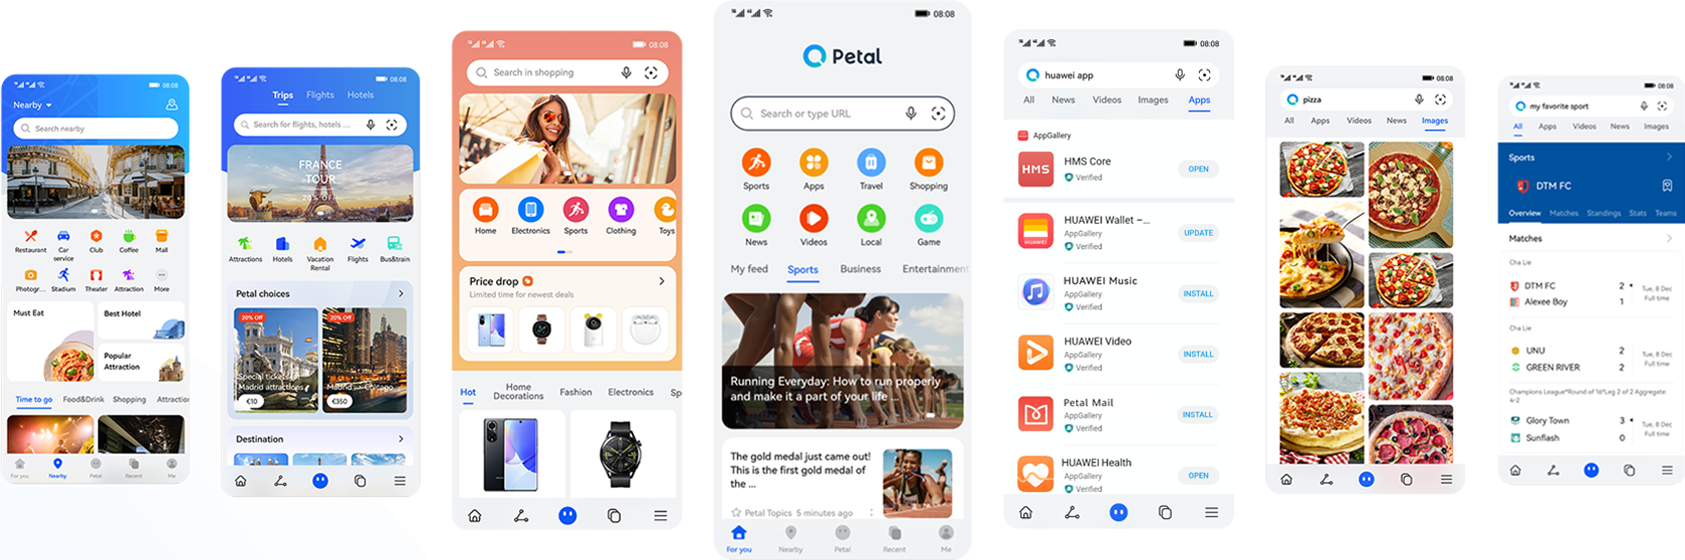 08:08
Nearby
Search nearby
Restaurant
Car service
Club
Coffee
Mall
Photogr...
Stadium
Theater
Attraction
More
Must Eat
Best Hotel
Popular Attraction
Time to go
Food&Drink
Shopping
Attraction
For you
Nearby
Petal
Recent
Me
08:08
Trips
Flights
Hotels
Search for flights, hotels ...
FRANCE
TOUR
20% OFF
Attractions
Hotels
Vacation Rental
Flights
Bus&train
Petal choices
20% Off
Special tickets
Madrid attractions
€10
20% Off
Madrid — Chicago
€350
Destination
08:08
Search in shopping
Home
Electronics
Sports
Clothing
Toys
Price drop
Limited time for newest deals
Hot
Home Decorations
Fashion
Electronics
Sp
08:08
Petal
Search or type URL
Sports
Apps
Travel
Shopping
News
Videos
Local
Game
My feed
Sports
Business
Entertainment
Running Everyday: How to run properly
and make it a part of your life ...
The gold medal just came out!
This is the first gold medal of
the ...
Petal Topics 5 minutes ago
For you
Nearby
Petal
Recent
Me
08:08
huawei app
All
News
Videos
Images
Apps
AppGallery
HMS
HMS Core
Verified
OPEN
HUAWEI
HUAWEI Wallet –...
AppGallery
Verified
UPDATE
HUAWEI Music
AppGallery
Verified
INSTALL
HUAWEI Video
AppGallery
Verified
INSTALL
Petal Mail
AppGallery
Verified
INSTALL
HUAWEI Health
AppGallery
Verified
OPEN
08:08
pizza
All
Apps
Videos
News
Images
08:08
my favorite sport
All
Apps
Videos
News
Images
Sports
DTM FC
Overview
Matches
Standings
Stats
Teams
Matches
Cha Lie
DTM FC 2
Alexee Boy 1
Tue, 8 Dec
Full time
Cha Lie
UNU 2
GREEN RIVER 2
Tue, 8 Dec
Full time
Champions League*Round of 16*Leg 2 of 2 Aggregate:
4-2
Glory Town 3
Sunflash 0
Tue, 8 Dec
Full time